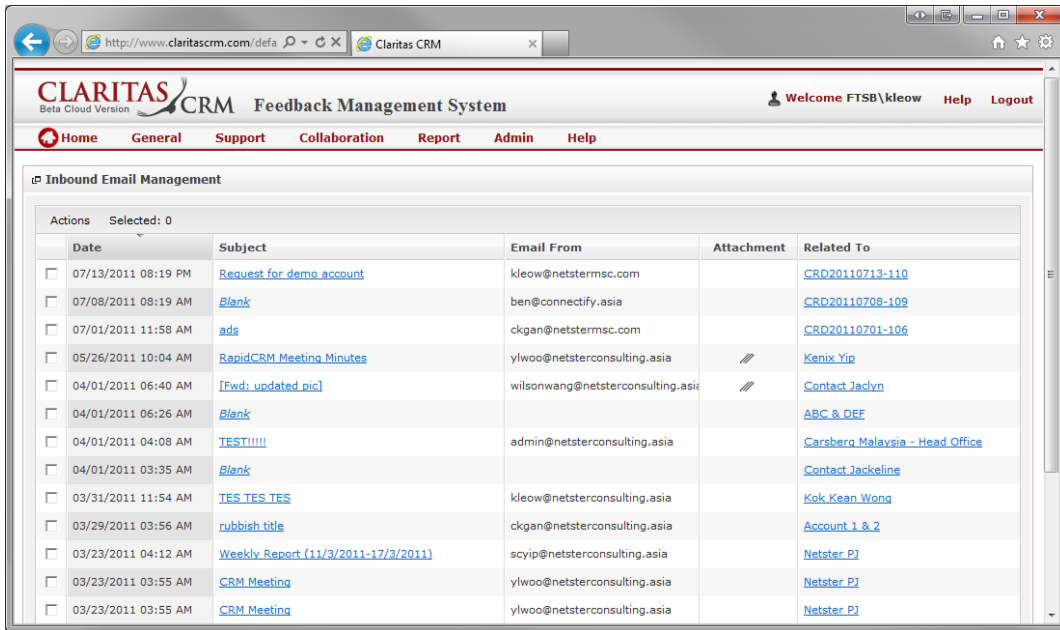 http://www.claritascrm.com/defa
Claritas CRM
CLARITAS CRM
Beta Cloud Version
Feedback Management System
Welcome FTSB\kleow Help Logout
Home General Support Collaboration Report Admin Help
Inbound Email Management
Actions Selected: 0
Date Subject Email From Attachment Related To
07/13/2011 08:19 PM Request for demo account kleow@netstermsc.com CRD20110713-110
07/08/2011 08:19 AM Blank ben@connectify.asia CRD20110708-109
07/01/2011 11:58 AM ads ckgan@netstermsc.com CRD20110701-106
05/26/2011 10:04 AM RapidCRM Meeting Minutes ylwoo@netsterconsulting.asia Kenix Yip
04/01/2011 06:40 AM [Fwd: updated pic] wilsonwang@netsterconsulting.asia Contact Jaclyn
04/01/2011 06:26 AM Blank ABC & DEF
04/01/2011 04:08 AM TEST!!!!! admin@netsterconsulting.asia Carsberg Malaysia - Head Office
04/01/2011 03:35 AM Blank Contact Jackeline
03/31/2011 11:54 AM TES TES TES kleow@netsterconsulting.asia Kok Kean Wong
03/29/2011 03:56 AM rubbish title ckgan@netsterconsulting.asia Account 1 & 2
03/23/2011 04:12 AM Weekly Report (11/3/2011-17/3/2011) scyip@netsterconsulting.asia Netster PJ
03/23/2011 03:55 AM CRM Meeting ylwoo@netsterconsulting.asia Netster PJ
03/23/2011 03:55 AM CRM Meeting ylwoo@netsterconsulting.asia Netster PJ